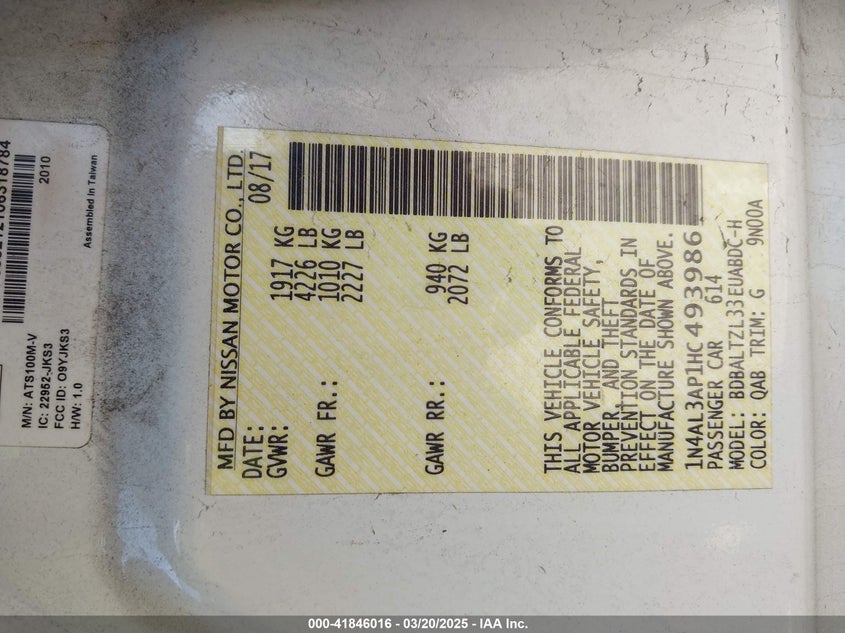 2010
Assembled In Taiwan
M/N: ATS100M-V
IC: 22952-JKS3
FCC ID: O9YJKS3
H/W: 1.0
MFD BY NISSAN MOTOR CO., LTD.
DATE: 08/17
GVWR: 1917 KG
4226 LB
GAWR FR.: 1010 KG
2227 LB
GAWR RR.: 940 KG
2072 LB
THIS VEHICLE CONFORMS TO
ALL APPLICABLE FEDERAL
MOTOR VEHICLE SAFETY,
BUMPER, AND THEFT
PREVENTION STANDARDS IN
EFFECT ON THE DATE OF
MANUFACTURE SHOWN ABOVE.
1N4AL3AP1HC493986
PASSENGER CAR 614
MODEL: BDBALTZL33EUABDC-H
COLOR: QAB TRIM: G 9N00A
000-41846016 - 03/20/2025 - IAA Inc.